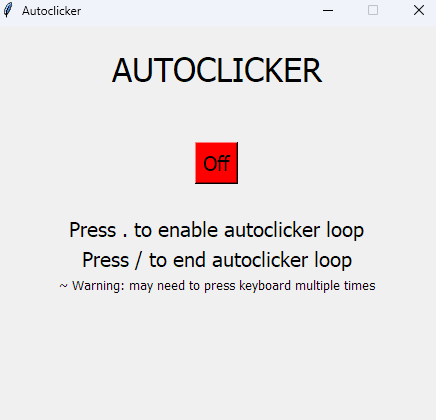 Autoclicker
AUTOCLICKER
Off
Press . to enable autoclicker loop
Press / to end autoclicker loop
~ Warning: may need to press keyboard multiple times